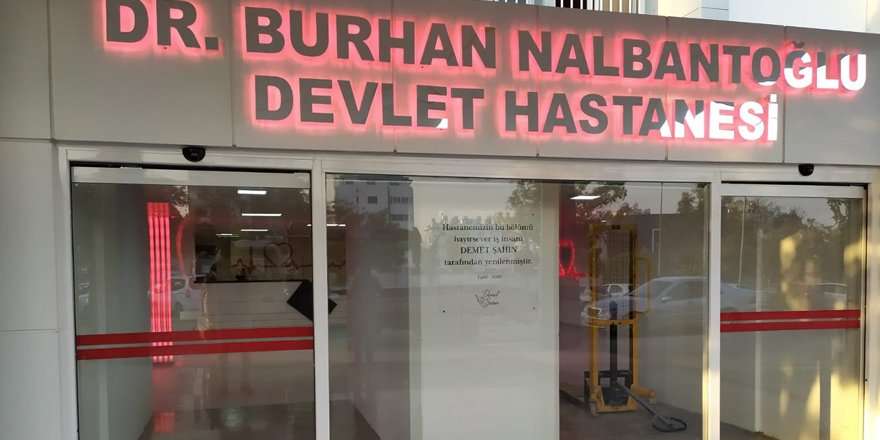 DR. BURHAN NALBANTOĞLU
DEVLET HASTANESİ
Hastanemizin bu bölümü
hayırsever iş insanı
DEMET ŞAHİN
tarafından yenilenmiştir.